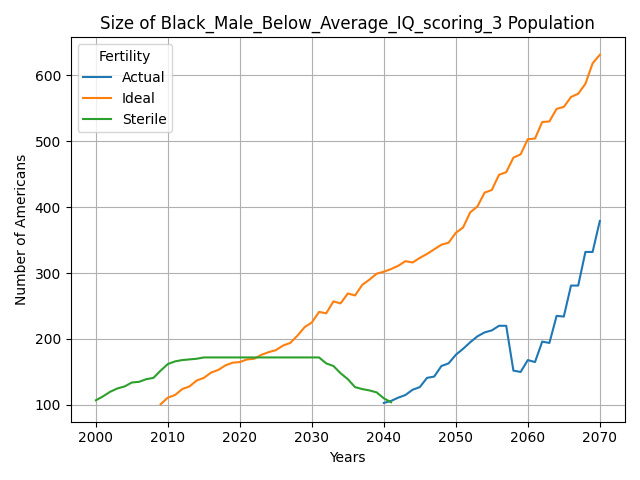 Size of Black_Male_Below_Average_IQ_scoring_3 Population
Fertility
Actual
Ideal
Sterile
Number of Americans
600
500
400
300
200
100
2000 2010 2020 2030 2040 2050 2060 2070
Years